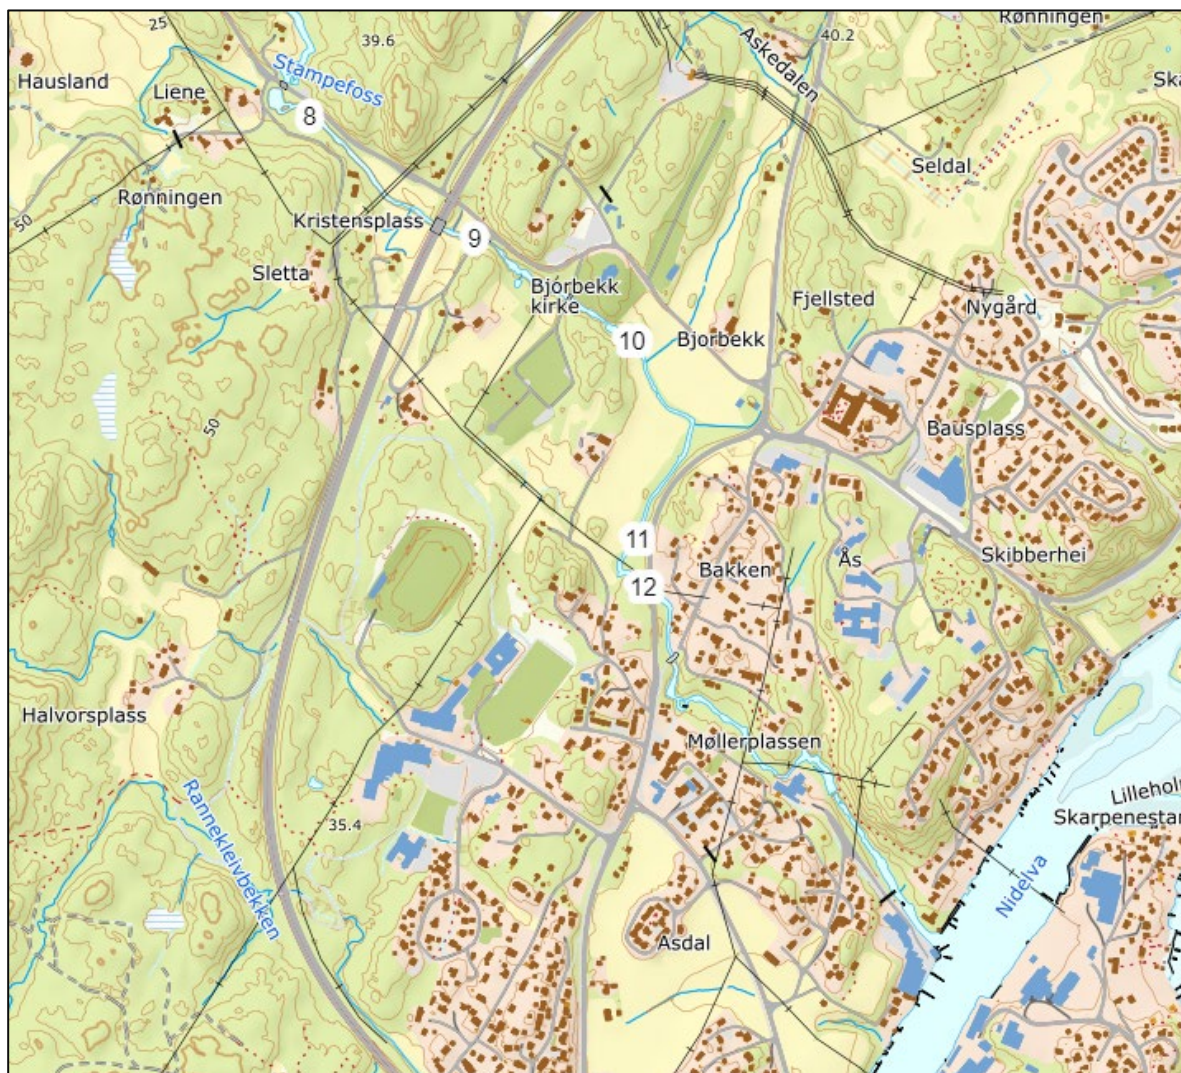 Rønningen
25
39.6
40.2
Askedalen
Hausland
Stampefoss
Liene
Ska
8
Seldal
Rønningen
50
Kristensplass
9
Sletta
Bjórbekk
kirke
Fjellsted
Nygård
10
Bjorbekk
50
Bausplass
11
Ås
Skibberhei
12
Bakken
Halvorsplass
Møllerplassen
Rannekleivbekken
35.4
Lilleholn
Skarpenestan
Nidelva
Asdal